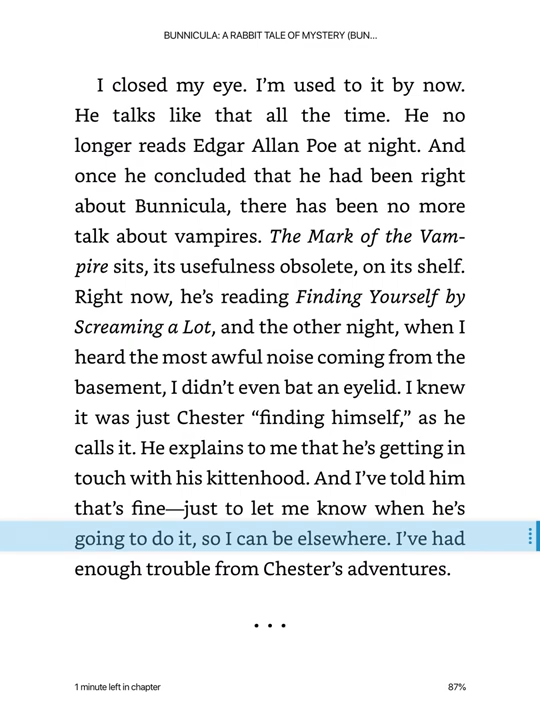 BUNNICULA: A RABBIT TALE OF MYSTERY (BUN...
I closed my eye. I’m used to it by now.
He talks like that all the time. He no
longer reads Edgar Allan Poe at night. And
once he concluded that he had been right
about Bunnicula, there has been no more
talk about vampires. The Mark of the Vam-
pire sits, its usefulness obsolete, on its shelf.
Right now, he’s reading Finding Yourself by
Screaming a Lot, and the other night, when I
heard the most awful noise coming from the
basement, I didn’t even bat an eyelid. I knew
it was just Chester “finding himself,” as he
calls it. He explains to me that he’s getting in
touch with his kittenhood. And I’ve told him
that’s fine—just to let me know when he’s
going to do it, so I can be elsewhere. I’ve had
enough trouble from Chester’s adventures.
• • •
1 minute left in chapter
87%